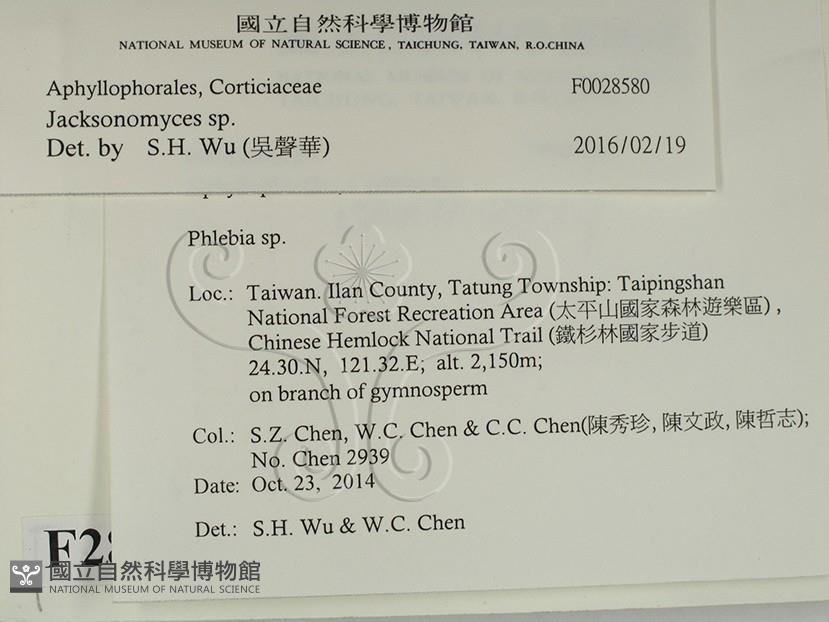 國立自然科學博物館
NATIONAL MUSEUM OF NATURAL SCIENCE, TAICHUNG, TAIWAN, R.O.CHINA
Aphyllophorales, Corticiaceae F0028580
Jacksonomyces sp.
Det. by S.H. Wu (吳聲華) 2016/02/19
Phlebia sp.
Loc.: Taiwan. Ilan County, Tatung Township: Taipingshan
National Forest Recreation Area (太平山國家森林遊樂區),
Chinese Hemlock National Trail (鐵杉林國家步道)
24.30.N, 121.32.E; alt. 2,150m;
on branch of gymnosperm
Col.: S.Z. Chen, W.C. Chen & C.C. Chen(陳秀珍, 陳文政, 陳哲志);
No. Chen 2939
Date: Oct. 23, 2014
Det.: S.H. Wu & W.C. Chen
國立自然科學博物館
NATIONAL MUSEUM OF NATURAL SCIENCE